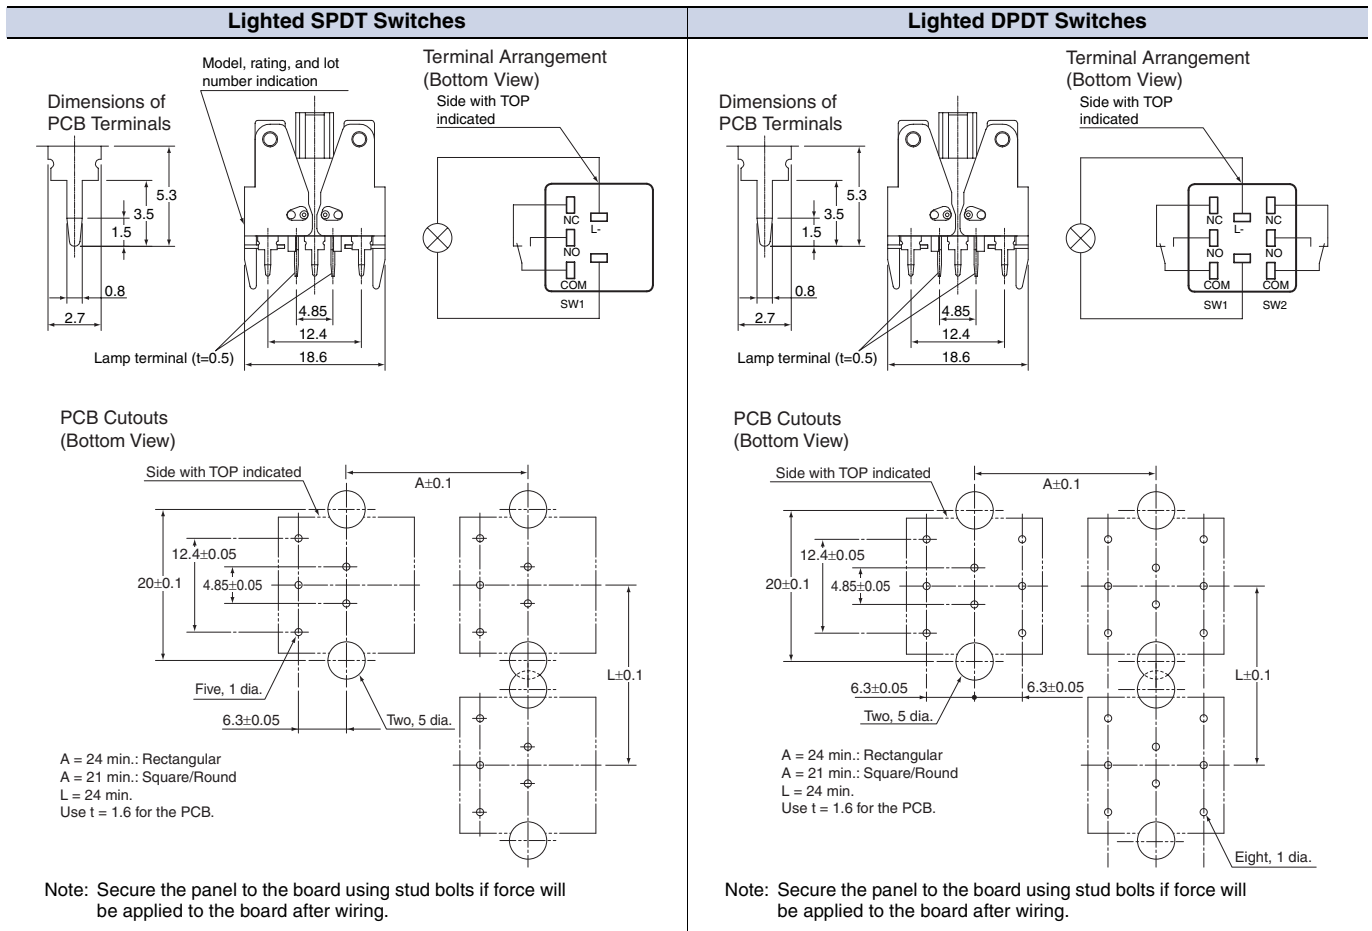 Lighted SPDT Switches
Model, rating, and lot
number indication
Terminal Arrangement
(Bottom View)
Side with TOP
indicated
Dimensions of
PCB Terminals
5.3
3.5
1.5
0.8
2.7
NC
L-
NO
COM
SW1
4.85
12.4
Lamp terminal (t=0.5)
18.6
PCB Cutouts
(Bottom View)
Side with TOP indicated
A±0.1
12.4±0.05
20±0.1
4.85±0.05
L±0.1
Five, 1 dia.
6.3±0.05
Two, 5 dia.
A = 24 min.: Rectangular
A = 21 min.: Square/Round
L = 24 min.
Use t = 1.6 for the PCB.
Note: Secure the panel to the board using stud bolts if force will
be applied to the board after wiring.
Lighted DPDT Switches
Terminal Arrangement
(Bottom View)
Side with TOP
indicated
Dimensions of
PCB Terminals
5.3
3.5
1.5
0.8
2.7
NC NC
L-
NO NO
COM COM
SW1 SW2
4.85
12.4
Lamp terminal (t=0.5)
18.6
PCB Cutouts
(Bottom View)
Side with TOP indicated
A±0.1
12.4±0.05
20±0.1
4.85±0.05
L±0.1
6.3±0.05 6.3±0.05
Two, 5 dia.
A = 24 min.: Rectangular
A = 21 min.: Square/Round
L = 24 min.
Use t = 1.6 for the PCB.
Eight, 1 dia.
Note: Secure the panel to the board using stud bolts if force will
be applied to the board after wiring.